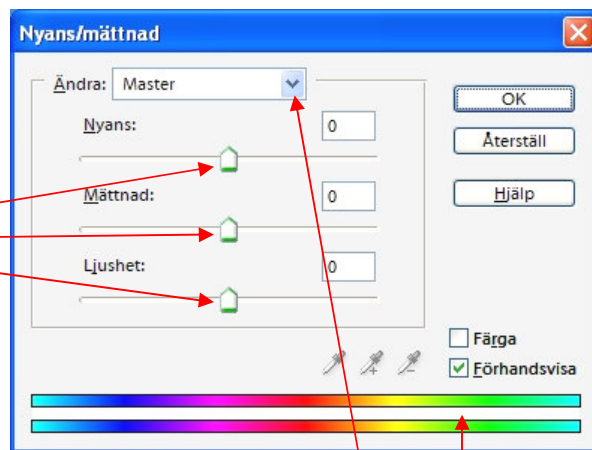 Nyans/mättnad
Ändra: Master
OK
Nyans: 0
Återställ
Mättnad: 0
Hjälp
Ljushet: 0
Färga
Förhandsvisa